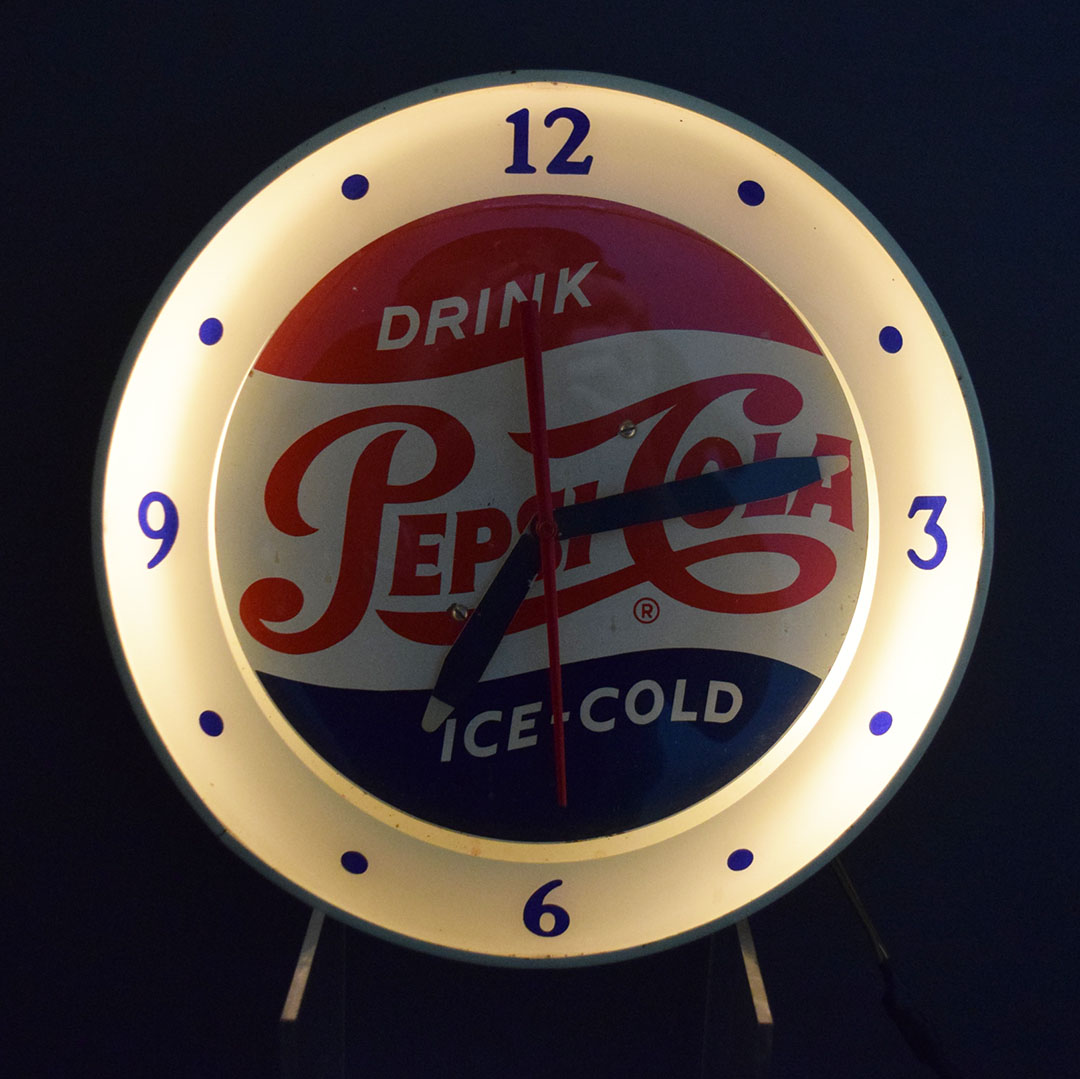 12
DRINK
PEPSI-COLA
9
3
®
ICE-COLD
6